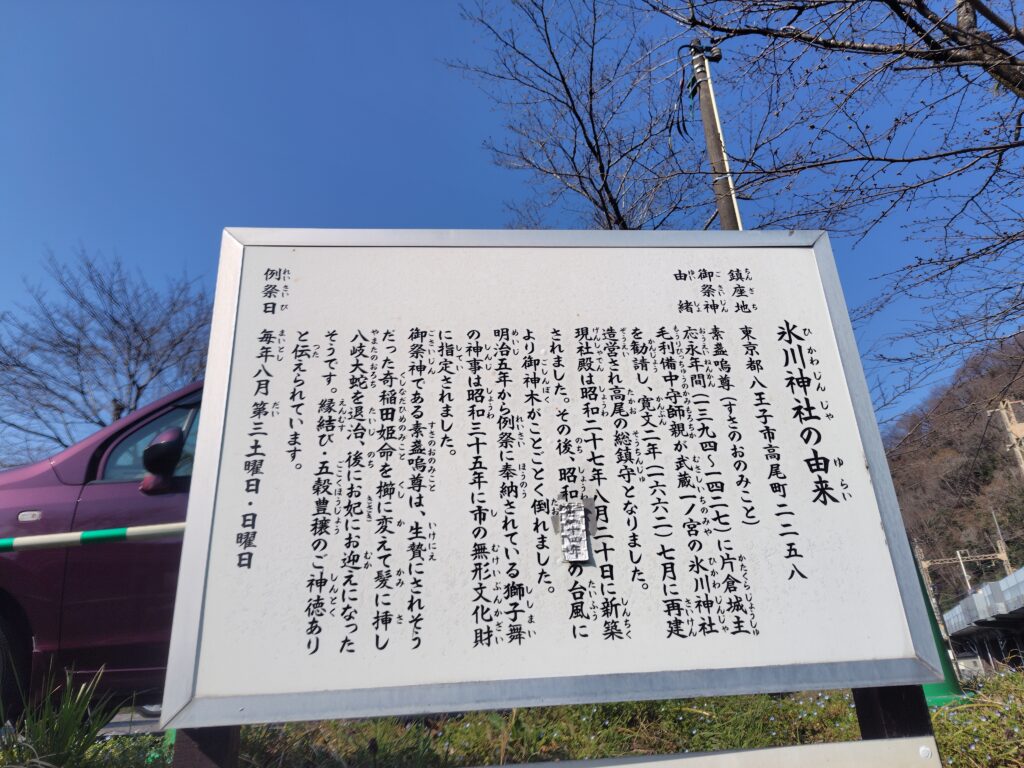 氷川神社の由来
鎮座地 東京都八王子市高尾町二二五八
御祭神 素盞嗚尊(すさのおのみこと)
由緒 応永年間(一三九四～一四二七)に片倉城主
毛利備中守師親が武蔵一ノ宮の氷川神社
を勧請し、寛文二年(一六六二)七月に再建
造営され高尾の総鎮守となりました。
現社殿は昭和二十七年八月二十日に新築
されました。その後、昭和の台風に
より御神木がことごとく倒れました。
明治五年から例祭に奉納されている獅子舞
の神事は昭和三十五年に市の無形文化財
に指定されました。
御祭神である素盞嗚尊は、生贄にされそう
だった奇稲田姫命を櫛に変えて髪に挿し
八岐大蛇を退治、後にお妃にお迎えになった
そうです。縁結び・五穀豊穣のご神徳あり
と伝えられています。
例祭日 毎年八月 第三土曜日・日曜日